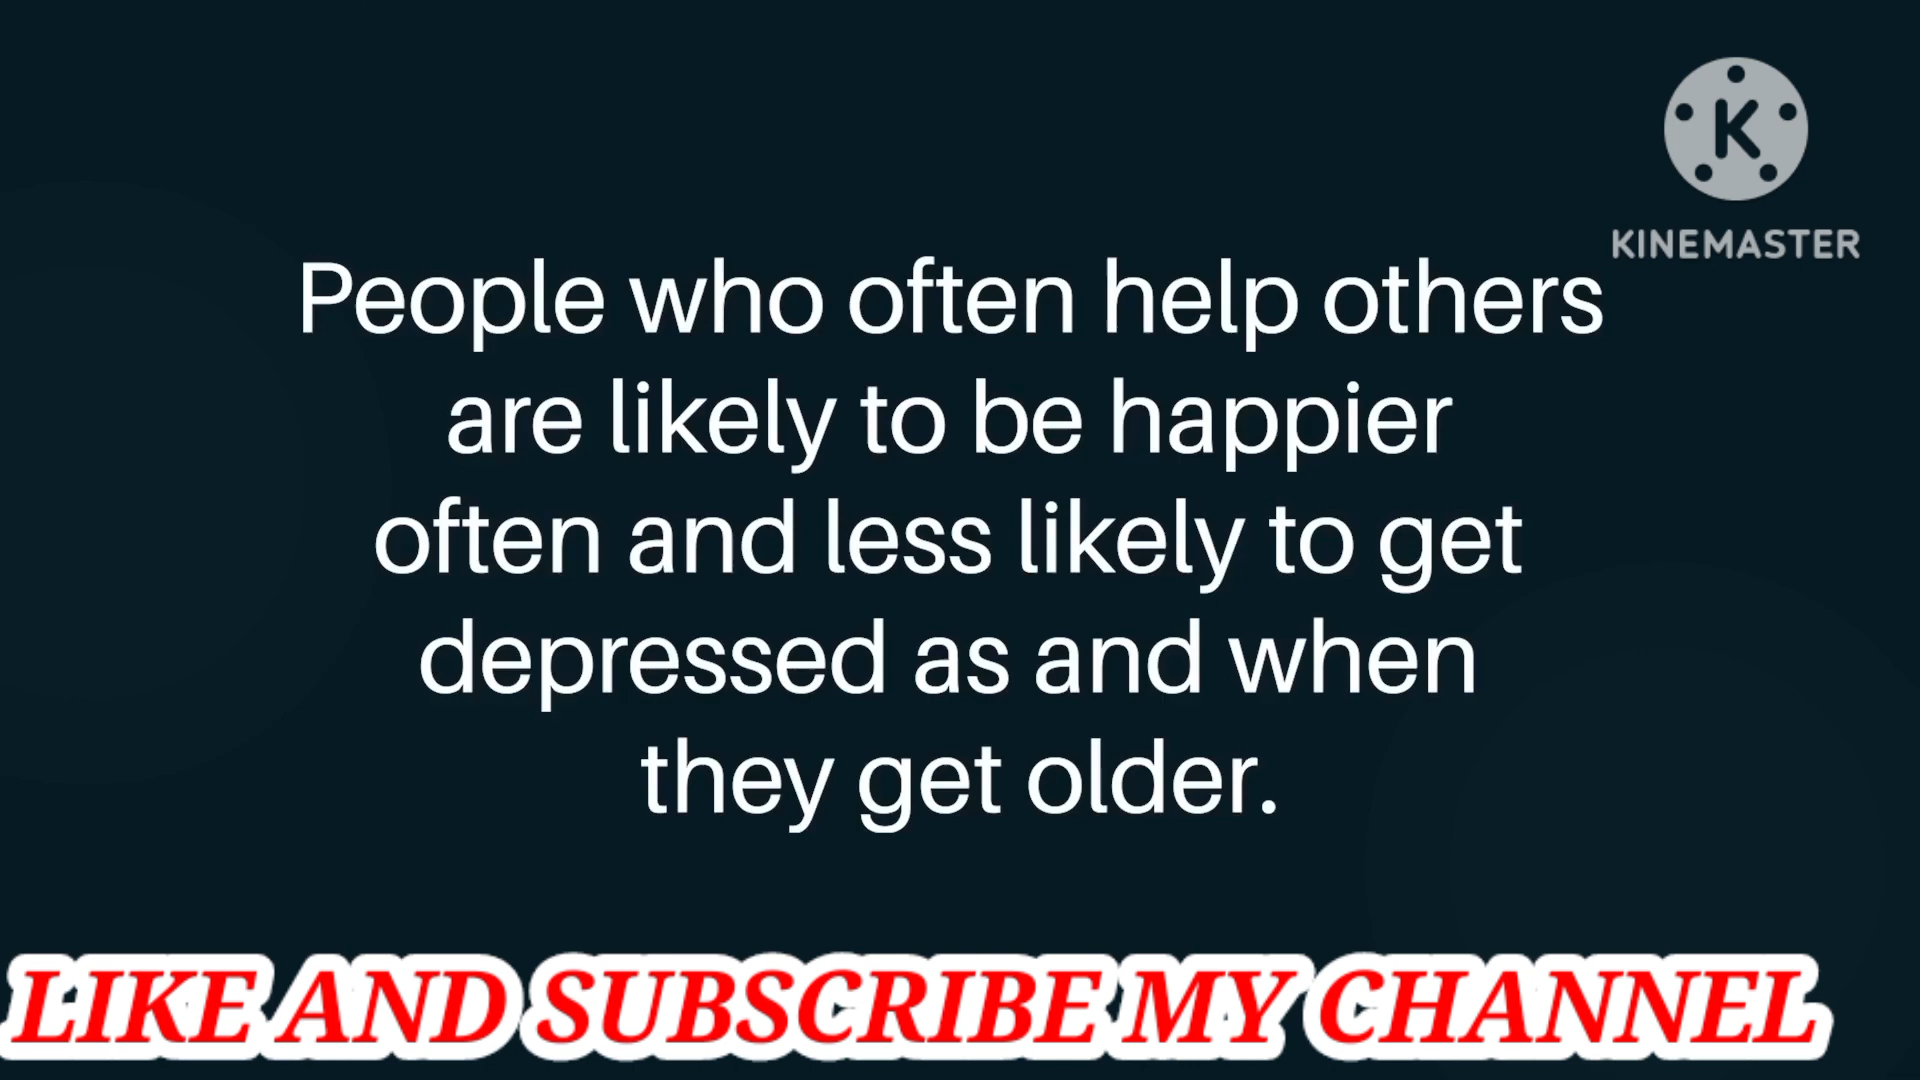 K
KINEMASTER
People who often help others
are likely to be happier
often and less likely to get
depressed as and when
they get older.
LIKE AND SUBSCRIBE MY CHANNEL